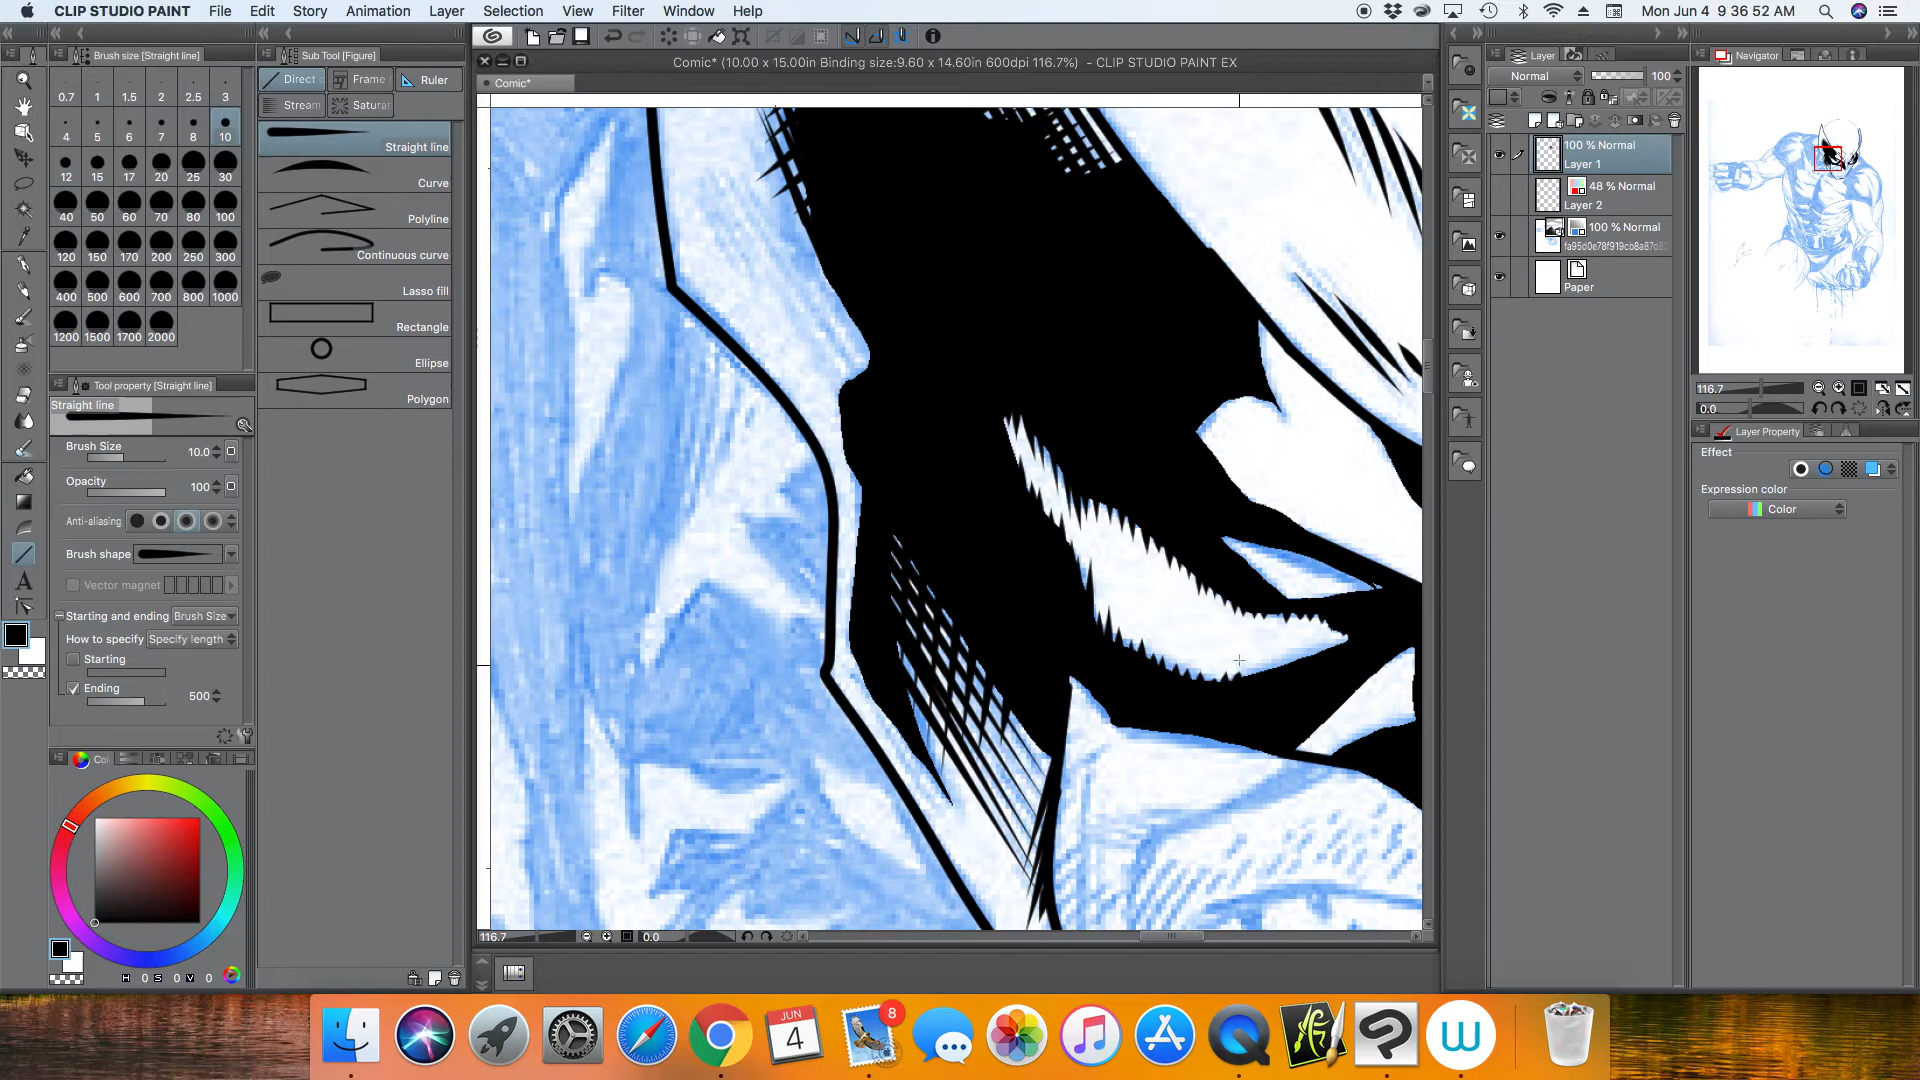 CLIP STUDIO PAINT File Edit Story Animation Layer Selection View Filter Window Help Mon Jun 4 9 36 52 AM
Brush size [Straight line]
0.7 1 1.5 2 2.5 3
4 5 6 7 8 10
12 15 17 20 25 30
40 50 60 70 80 100
120 150 170 200 250 300
400 500 600 700 800 1000
1200 1500 1700 2000
Tool property [Straight line]
Straight line
Brush Size 10.0
Opacity 100
Anti-aliasing
Brush shape
Vector magnet
Starting and ending Brush Size
How to specify Specify length
Starting
Ending 500
Col
H 0 S 0 V 0
Sub Tool [Figure]
Direct Frame Ruler
Stream Saturat
Straight line
Curve
Polyline
Continuous curve
Lasso fill
Rectangle
Ellipse
Polygon
Comic* (10.00 x 15.00in Binding size:9.60 x 14.60in 600dpi 116.7%) - CLIP STUDIO PAINT EX
Comic*
116.7 0.0
Layer
Normal 100
100 % Normal
Layer 1
48 % Normal
Layer 2
100 % Normal
Paper
Navigator
116.7
0.0
Layer Property
Effect
Expression color
Color
JUN
4
8
W